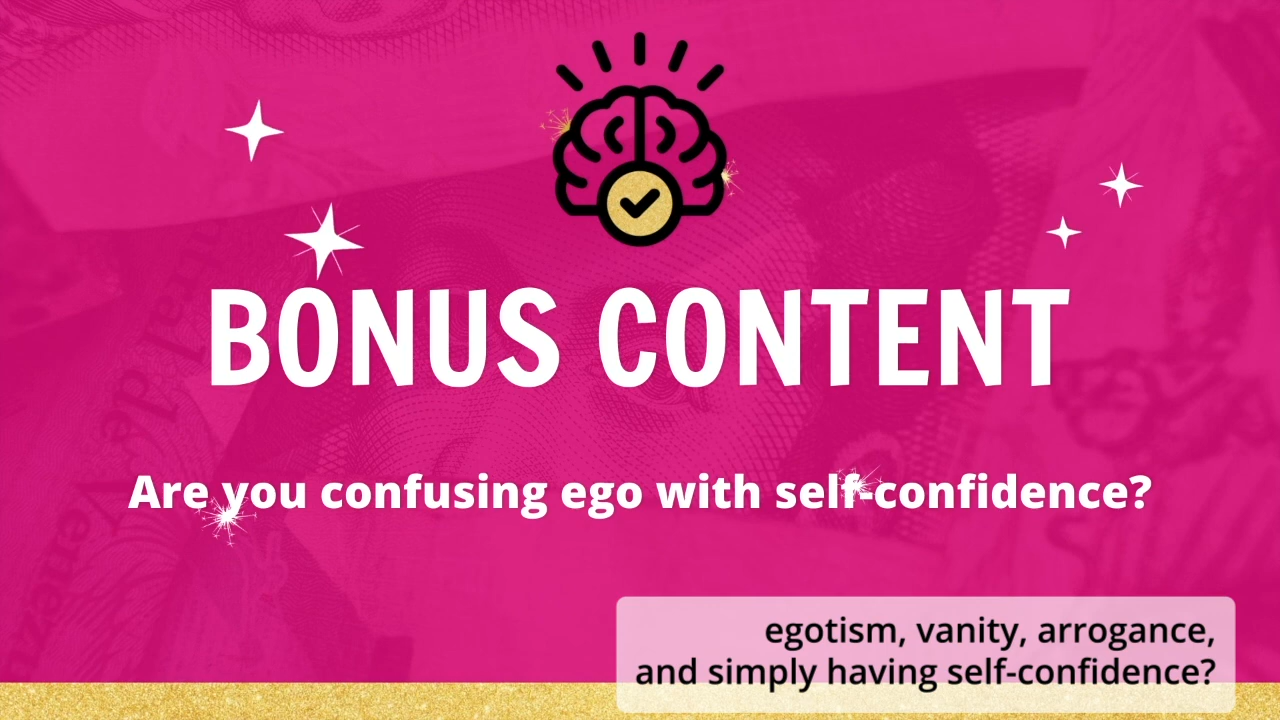 BONUS CONTENT
Are you confusing ego with self-confidence?
egotism, vanity, arrogance,
and simply having self-confidence?